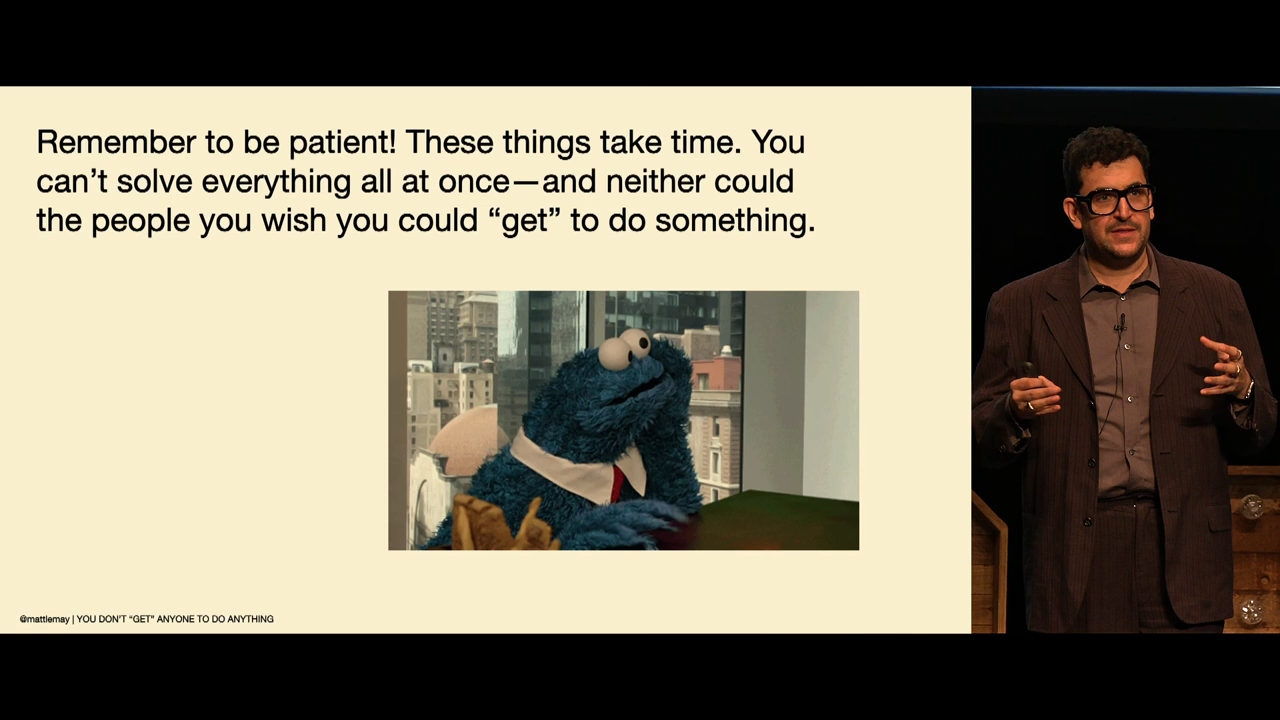 Remember to be patient! These things take time. You
can’t solve everything all at once—and neither could
the people you wish you could “get” to do something.
@mattlemay | YOU DON’T “GET” ANYONE TO DO ANYTHING